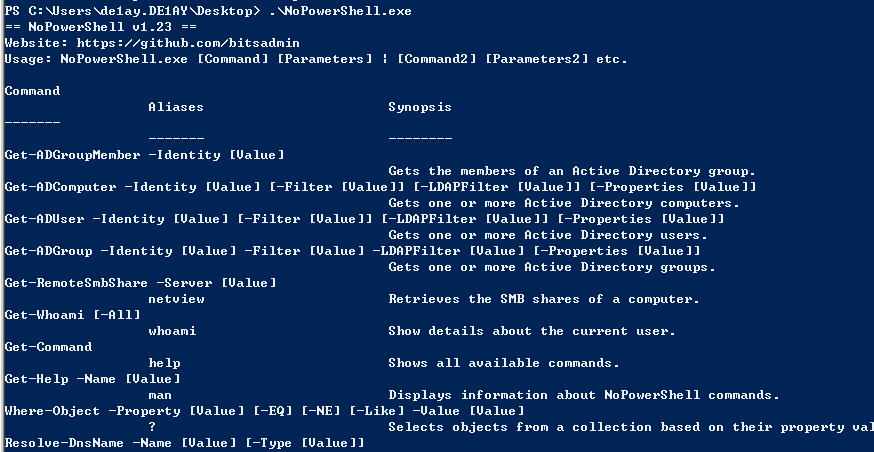 PS C:\Users\de1ay.DE1AY\Desktop> .\NoPowerShell.exe
== NoPowerShell v1.23 ==
Website: https://github.com/bitsadmin
Usage: NoPowerShell.exe [Command] [Parameters] | [Command2] [Parameters2] etc.
Command
Aliases Synopsis
-------
------- --------
Get-ADGroupMember -Identity [Value]
Gets the members of an Active Directory group.
Get-ADComputer -Identity [Value] [-Filter [Value]] [-LDAPFilter [Value]] [-Properties [Value]]
Gets one or more Active Directory computers.
Get-ADUser -Identity [Value] [-Filter [Value]] [-LDAPFilter [Value]] [-Properties [Value]]
Gets one or more Active Directory users.
Get-ADGroup -Identity [Value] -Filter [Value] -LDAPFilter [Value] [-Properties [Value]]
Gets one or more Active Directory groups.
Get-RemoteSmbShare -Server [Value]
netview Retrieves the SMB shares of a computer.
Get-Whoami [-All]
whoami Show details about the current user.
Get-Command
help Shows all available commands.
Get-Help -Name [Value]
man Displays information about NoPowerShell commands.
Where-Object -Property [Value] [-EQ] [-NE] [-Like] -Value [Value]
? Selects objects from a collection based on their property val
Resolve-DnsName -Name [Value] [-Type [Value]]